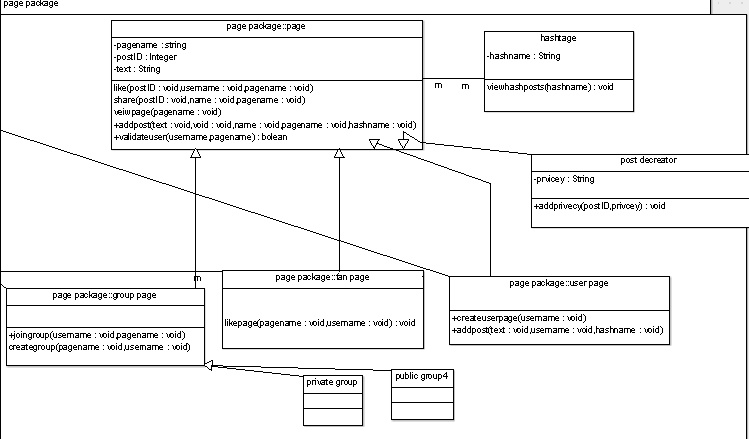 page package
page package::page
-pagename : string
-postID : Integer
-text : String
like(postID : void,username : void,pagename : void)
share(postID : void,name : void,pagename : void)
veiwpage(pagename : void)
+addpost(text : void,void : void,name : void,pagename : void,hashname : void)
+validateuser(username,pagename) : bolean
hashtage
-hashname : String
viewhashposts(hashname) : void
m
m
post decreator
-prvicey : String
+addprivecy(postID,privcey) : void
m
page package::group page
+joingroup(username : void,pagename : void)
creategroup(pagename : void,username : void)
page package::fan page
likepage(pagename : void,username : void) : void
page package::user page
+createuserpage(username : void)
+addpost(text : void,username : void,hashname : void)
private group
public group4